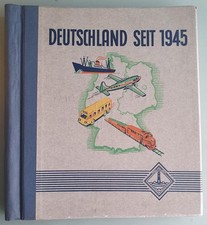 DEUTSCHLAND SEIT 1945